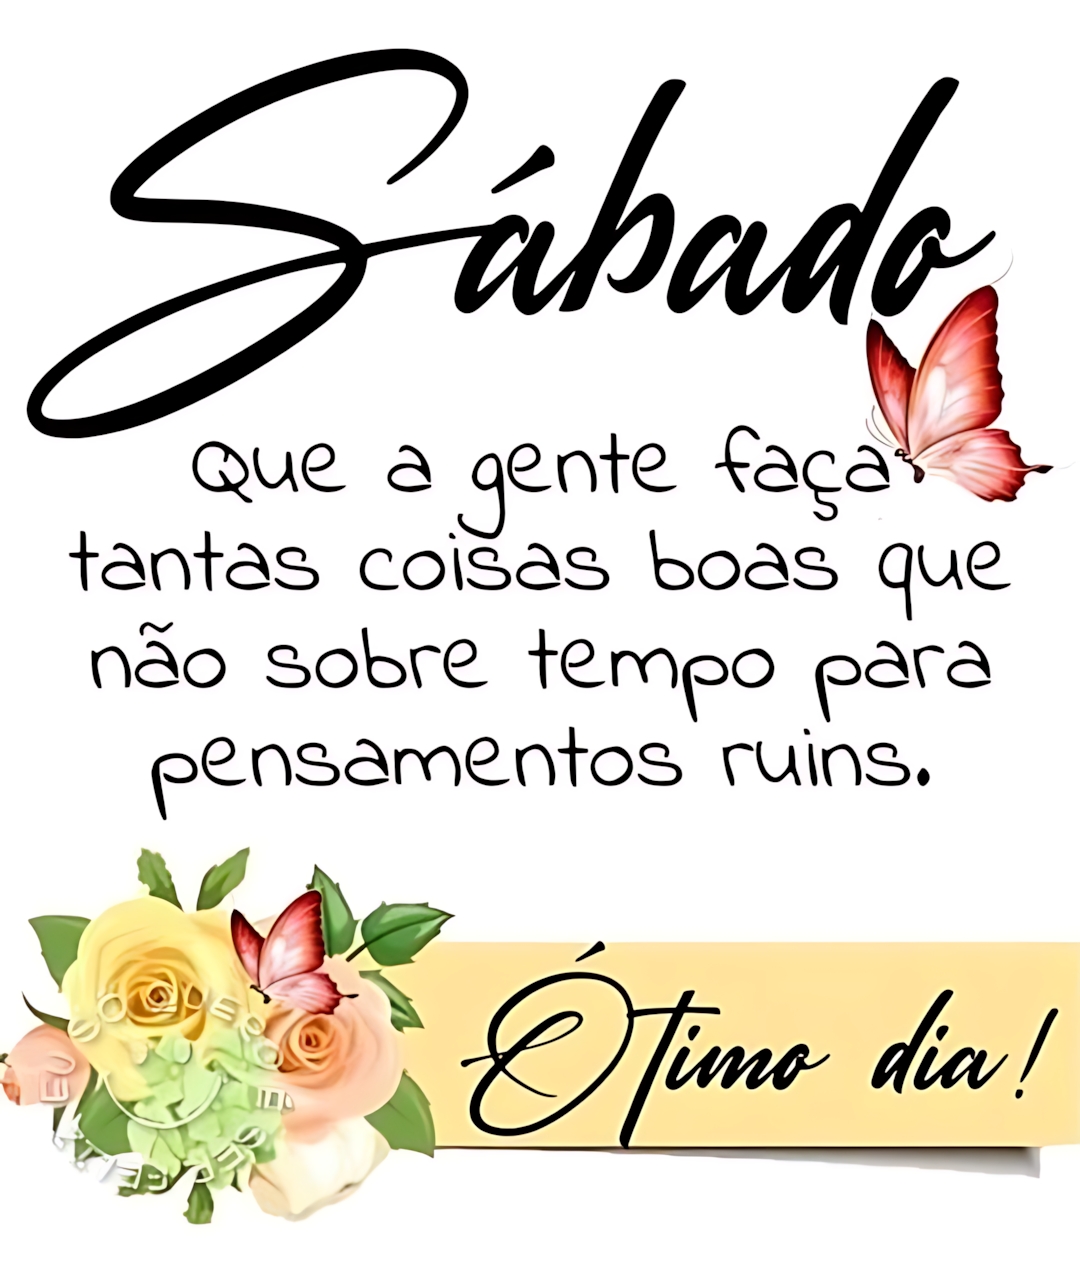 Sábado
Que a gente faça
tantas coisas boas que
não sobre tempo para
pensamentos ruins.
Ótimo dia!